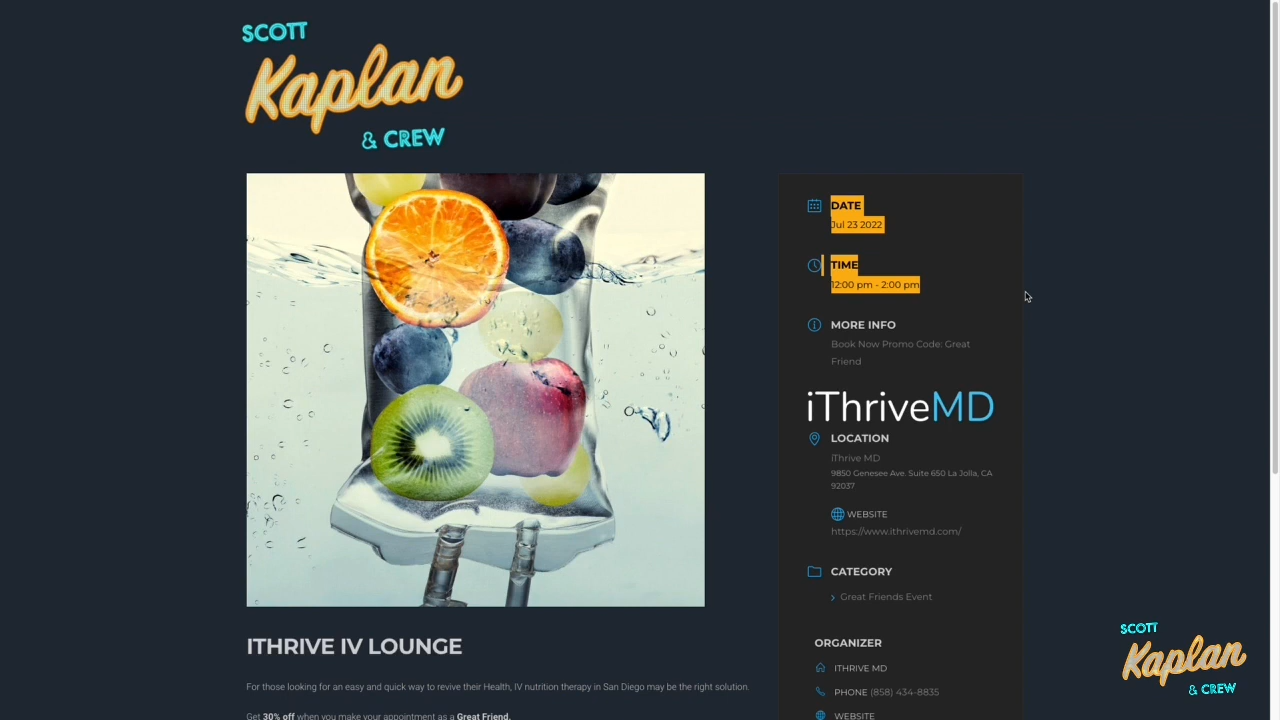 SCOTT
Kaplan
& CREW
DATE
Jul 23 2022
TIME
12:00 pm - 2:00 pm
MORE INFO
Book Now Promo Code: Great
Friend
iThriveMD
LOCATION
iThrive MD
9850 Genesee Ave. Suite 650 La Jolla, CA
92037
WEBSITE
https://www.ithrivemd.com/
CATEGORY
Great Friends Event
ORGANIZER
ITHRIVE MD
PHONE (858) 434-8835
WEBSITE
ITHRIVE IV LOUNGE
For those looking for an easy and quick way to revive their Health, IV nutrition therapy in San Diego may be the right solution.
Get 30% off when you make your appointment as a Great Friend.
SCOTT
Kaplan
& CREW